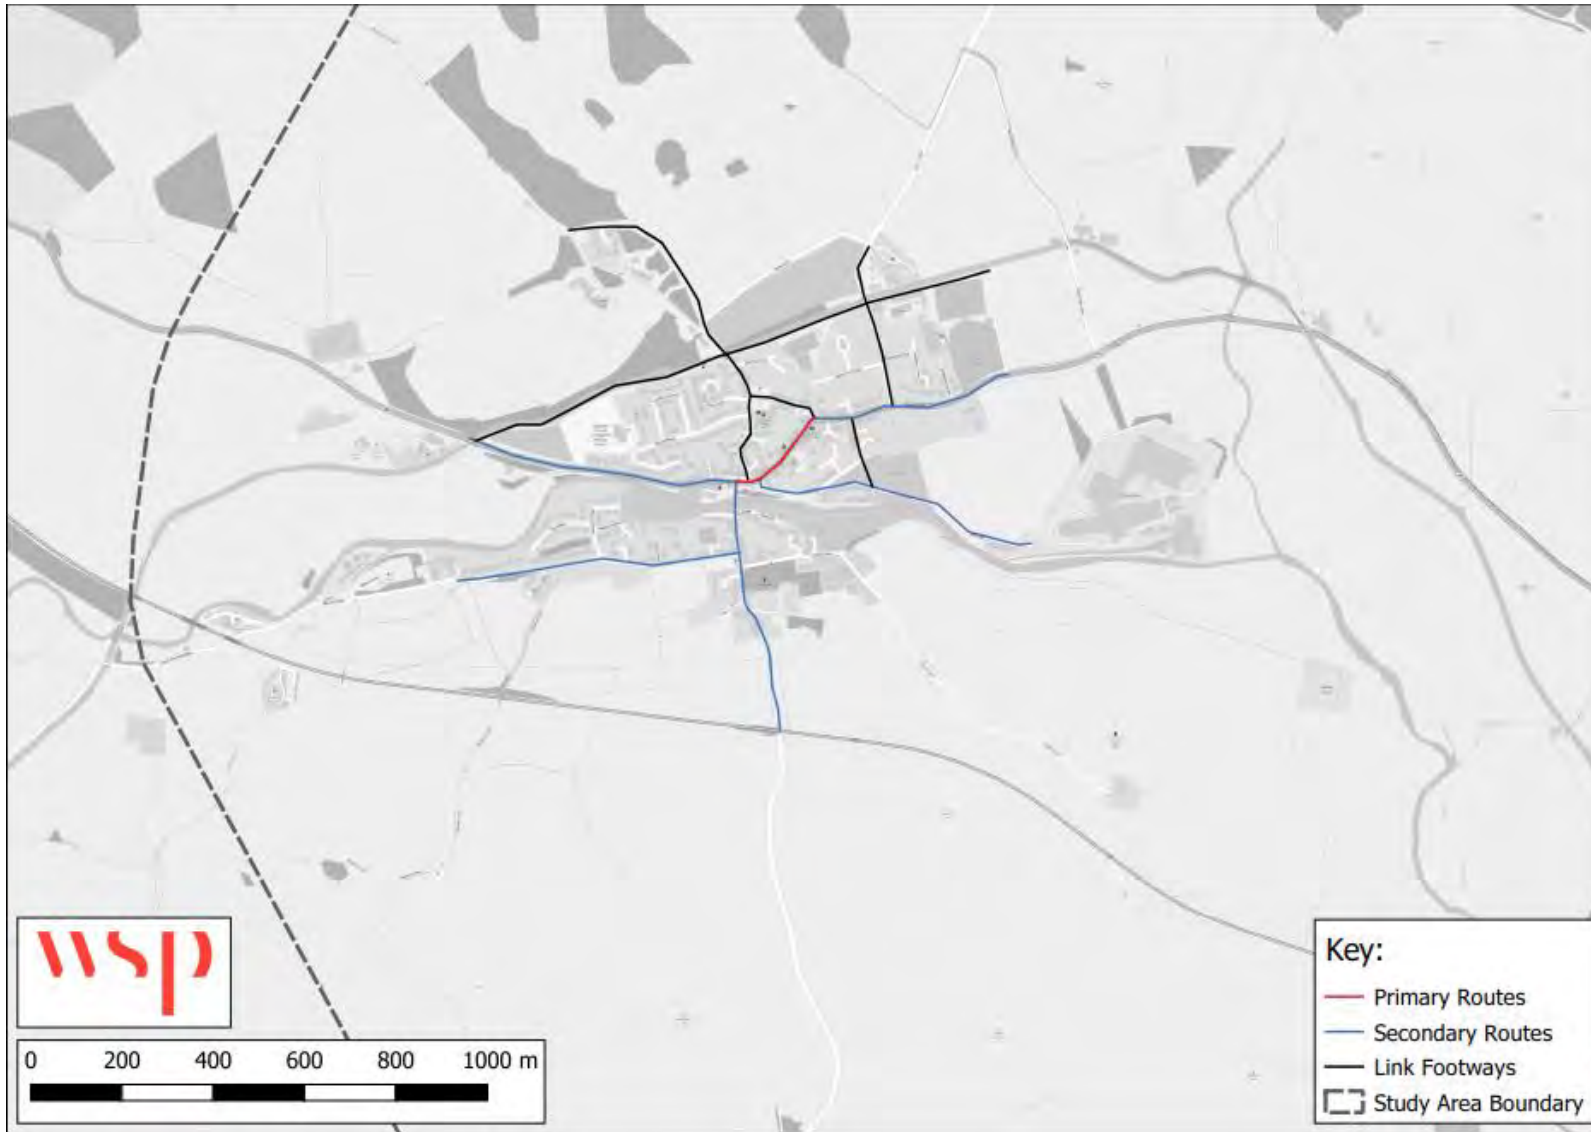 wsp
0 200 400 600 800 1000 m
Key:
Primary Routes
Secondary Routes
Link Footways
Study Area Boundary